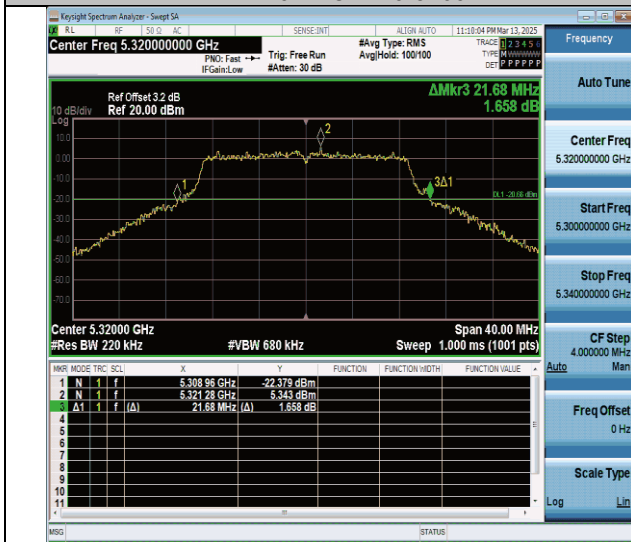 Keysight Spectrum Analyzer - Swept SA
RL RF 50 Ω AC SENSE:INT ALIGN AUTO 11:10:04 PM Mar 13, 2025
Center Freq 5.320000000 GHz
PNO: Fast
IFGain:Low
Trig: Free Run
#Atten: 30 dB
#Avg Type: RMS
Avg|Hold: 100/100
TRACE 1 2 3 4 5 6
TYPE M W W W W W
DET P P P P P P
Frequency
Auto Tune
Center Freq
5.320000000 GHz
Start Freq
5.300000000 GHz
Stop Freq
5.340000000 GHz
CF Step
4.000000 MHz
Auto Man
Freq Offset
0 Hz
Scale Type
Log Lin
Ref Offset 3.2 dB
10 dB/div Ref 20.00 dBm
Log
ΔMkr3 21.68 MHz
1.658 dB
10.0
0.00
-10.0
-20.0
-30.0
-40.0
-50.0
-60.0
-70.0
1
2
3Δ1
DL1 -20.66 dBm
Center 5.32000 GHz Span 40.00 MHz
#Res BW 220 kHz #VBW 680 kHz Sweep 1.000 ms (1001 pts)
MKR MODE TRC SCL X Y FUNCTION FUNCTION WIDTH FUNCTION VALUE
1 N 1 f 5.308 96 GHz -22.379 dBm
2 N 1 f 5.321 28 GHz 5.343 dBm
3 Δ1 1 f (Δ) 21.68 MHz (Δ) 1.658 dB
4
5
6
7
8
9
10
11
MSG STATUS